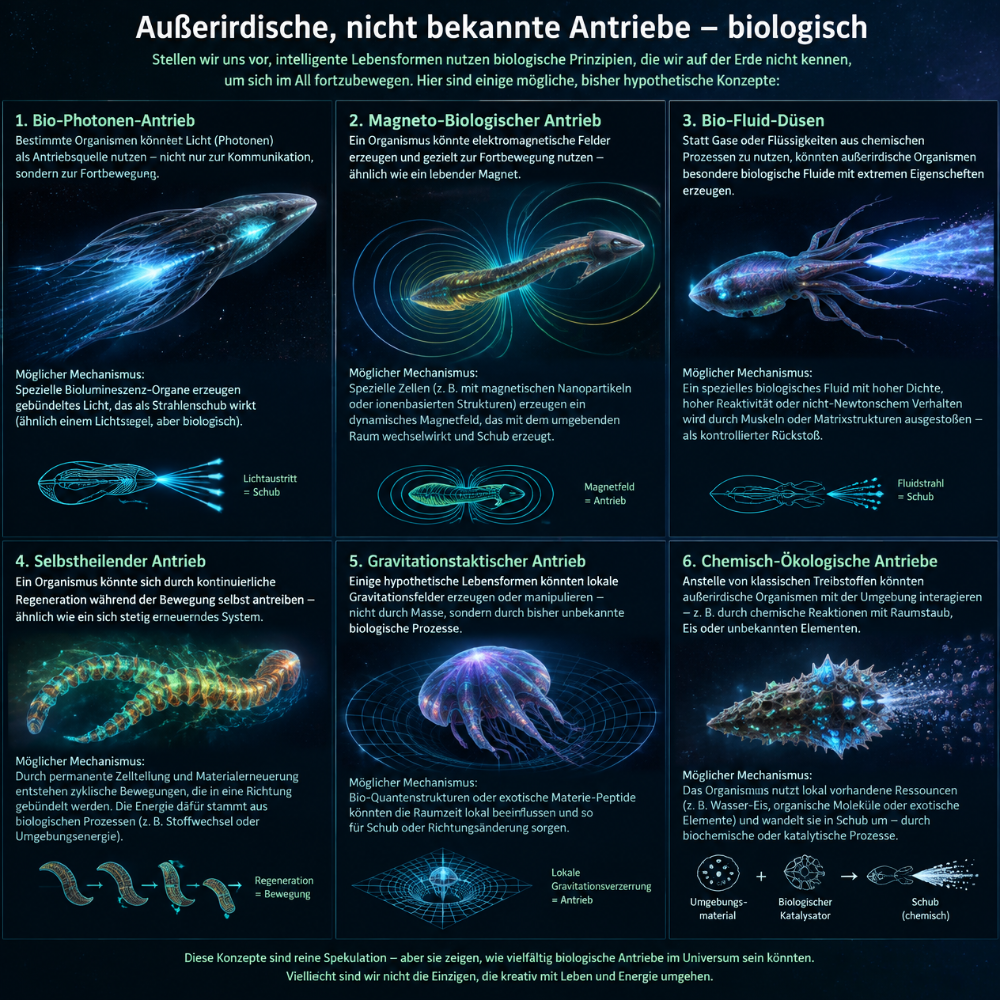 Außerirdische, nicht bekannte Antriebe – biologisch
Stellen wir uns vor, intelligente Lebensformen nutzen biologische Prinzipien, die wir auf der Erde nicht kennen,
um sich im All fortzubewegen. Hier sind einige mögliche, bisher hypothetische Konzepte:
1. Bio-Photonen-Antrieb
Bestimmte Organismen könnten Licht (Photonen)
als Antriebsquelle nutzen – nicht nur zur Kommunikation,
sondern zur Fortbewegung.
Möglicher Mechanismus:
Spezielle Biolumineszenz-Organe erzeugen
gebündeltes Licht, das als Strahlenschub wirkt
(ähnlich einem Lichtsegel, aber biologisch).
Lichtaustritt
= Schub
2. Magneto-Biologischer Antrieb
Ein Organismus könnte elektromagnetische Felder
erzeugen und gezielt zur Fortbewegung nutzen –
ähnlich wie ein lebender Magnet.
Möglicher Mechanismus:
Spezielle Zellen (z. B. mit magnetischen Nanopartikeln
oder ionenbasierten Strukturen) erzeugen ein
dynamisches Magnetfeld, das mit dem umgebenden
Raum wechselwirkt und Schub erzeugt.
Magnetfeld
= Antrieb
3. Bio-Fluid-Düsen
Statt Gase oder Flüssigkeiten aus chemischen
Prozessen zu nutzen, könnten außerirdische Organismen
besondere biologische Fluide mit extremen Eigenscheften
erzeugen.
Möglicher Mechanismus:
Ein spezielles biologisches Fluid mit hoher Dichte,
hoher Reaktivität oder nicht-Newtonschem Verhalten
wird durch Muskeln oder Matrixstrukturen ausgestoßen –
als kontrollierter Rückstoß.
Fluidstrahl
= Schub
4. Selbstheilender Antrieb
Ein Organismus könnte sich durch kontinuierliche
Regeneration während der Bewegung selbst antreiben –
ähnlich wie ein sich stetig erneuerndes System.
Möglicher Mechanismus:
Durch permanente Zelltellung und Materialerneuerung
entstehen zyklische Bewegungen, die in eine Richtung
gebündelt werden. Die Energie dafür stammt aus
biologischen Prozessen (z. B. Stoffwechsel oder
Umgebungsenergie).
Regeneration
= Bewegung
5. Gravitationstaktischer Antrieb
Einige hypothetische Lebensformen könnten lokale
Gravitationsfelder erzeugen oder manipulieren –
nicht durch Masse, sondern durch bisher unbekannte
biologische Prozesse.
Möglicher Mechanismus:
Bio-Quantenstrukturen oder exotische Materie-Peptide
könnten die Raumzeit lokal beeinflussen und so
für Schub oder Richtungsänderung sorgen.
Lokale
Gravitationsverzerrung
= Antrieb
6. Chemisch-Ökologische Antriebe
Anstelle von klassischen Treibstoffen könnten
außerirdische Organismen mit der Umgebung interagieren
– z. B. durch chemische Reaktionen mit Raumstaub,
Eis oder unbekannten Elementen.
Möglicher Mechanismus:
Das Organismus nutzt lokal vorhandene Ressourcen
(z. B. Wasser-Eis, organische Moleküle oder exotische
Elemente) und wandelt sie in Schub um – durch
biochemische oder katalytische Prozesse.
+
Umgebungs-
material
Biologischer
Katalysator
Schub
(chemisch)
Diese Konzepte sind reine Spekulation – aber sie zeigen, wie vielfältig biologische Antriebe im Universum sein könnten.
Vielleicht sind wir nicht die Einzigen, die kreativ mit Leben und Energie umgehen.